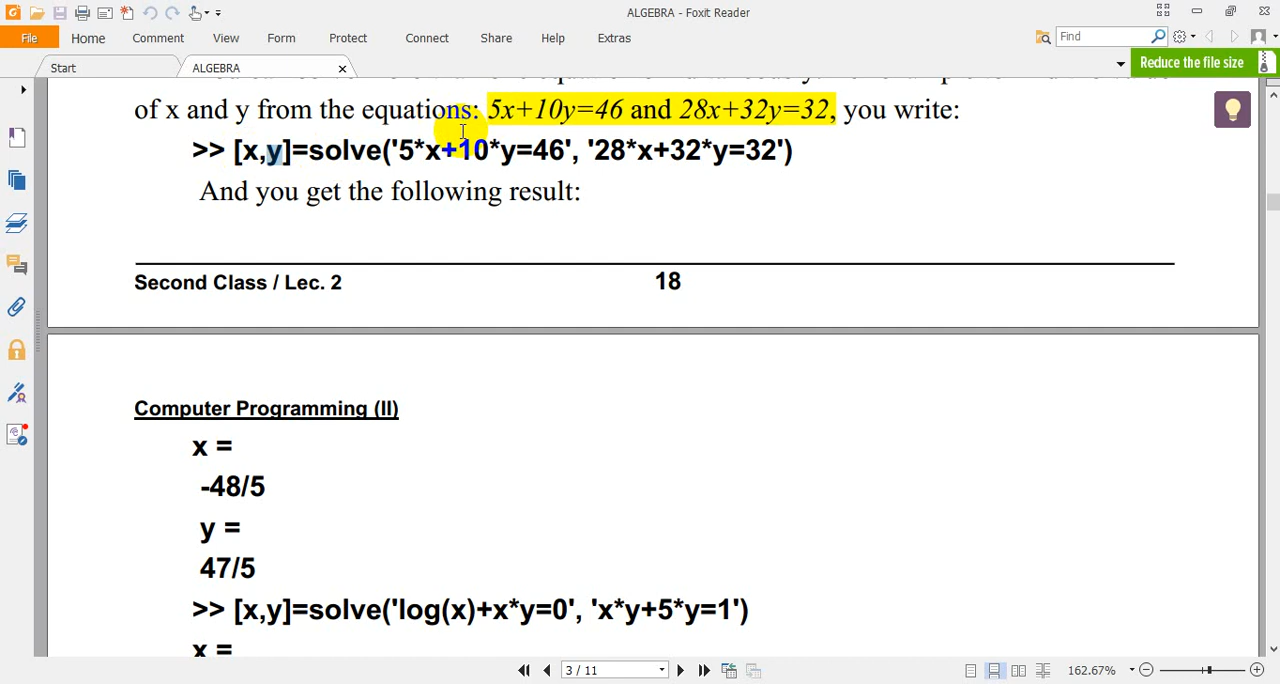 ALGEBRA - Foxit Reader
File Home Comment View Form Protect Connect Share Help Extras Find
Start ALGEBRA Reduce the file size
of x and y from the equations: 5x+10y=46 and 28x+32y=32, you write:
>> [x,y]=solve('5*x+10*y=46', '28*x+32*y=32')
And you get the following result:
Second Class / Lec. 2 18
Computer Programming (II)
x =
-48/5
y =
47/5
>> [x,y]=solve('log(x)+x*y=0', 'x*y+5*y=1')
x =
3 / 11 162.67%